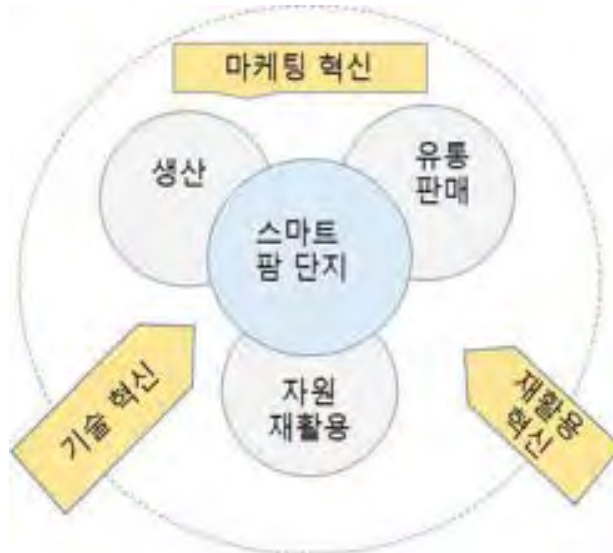 마케팅 혁신
생산
유통
판매
스마트
팜 단지
자원
재활용
기술 혁신
재활용
혁신